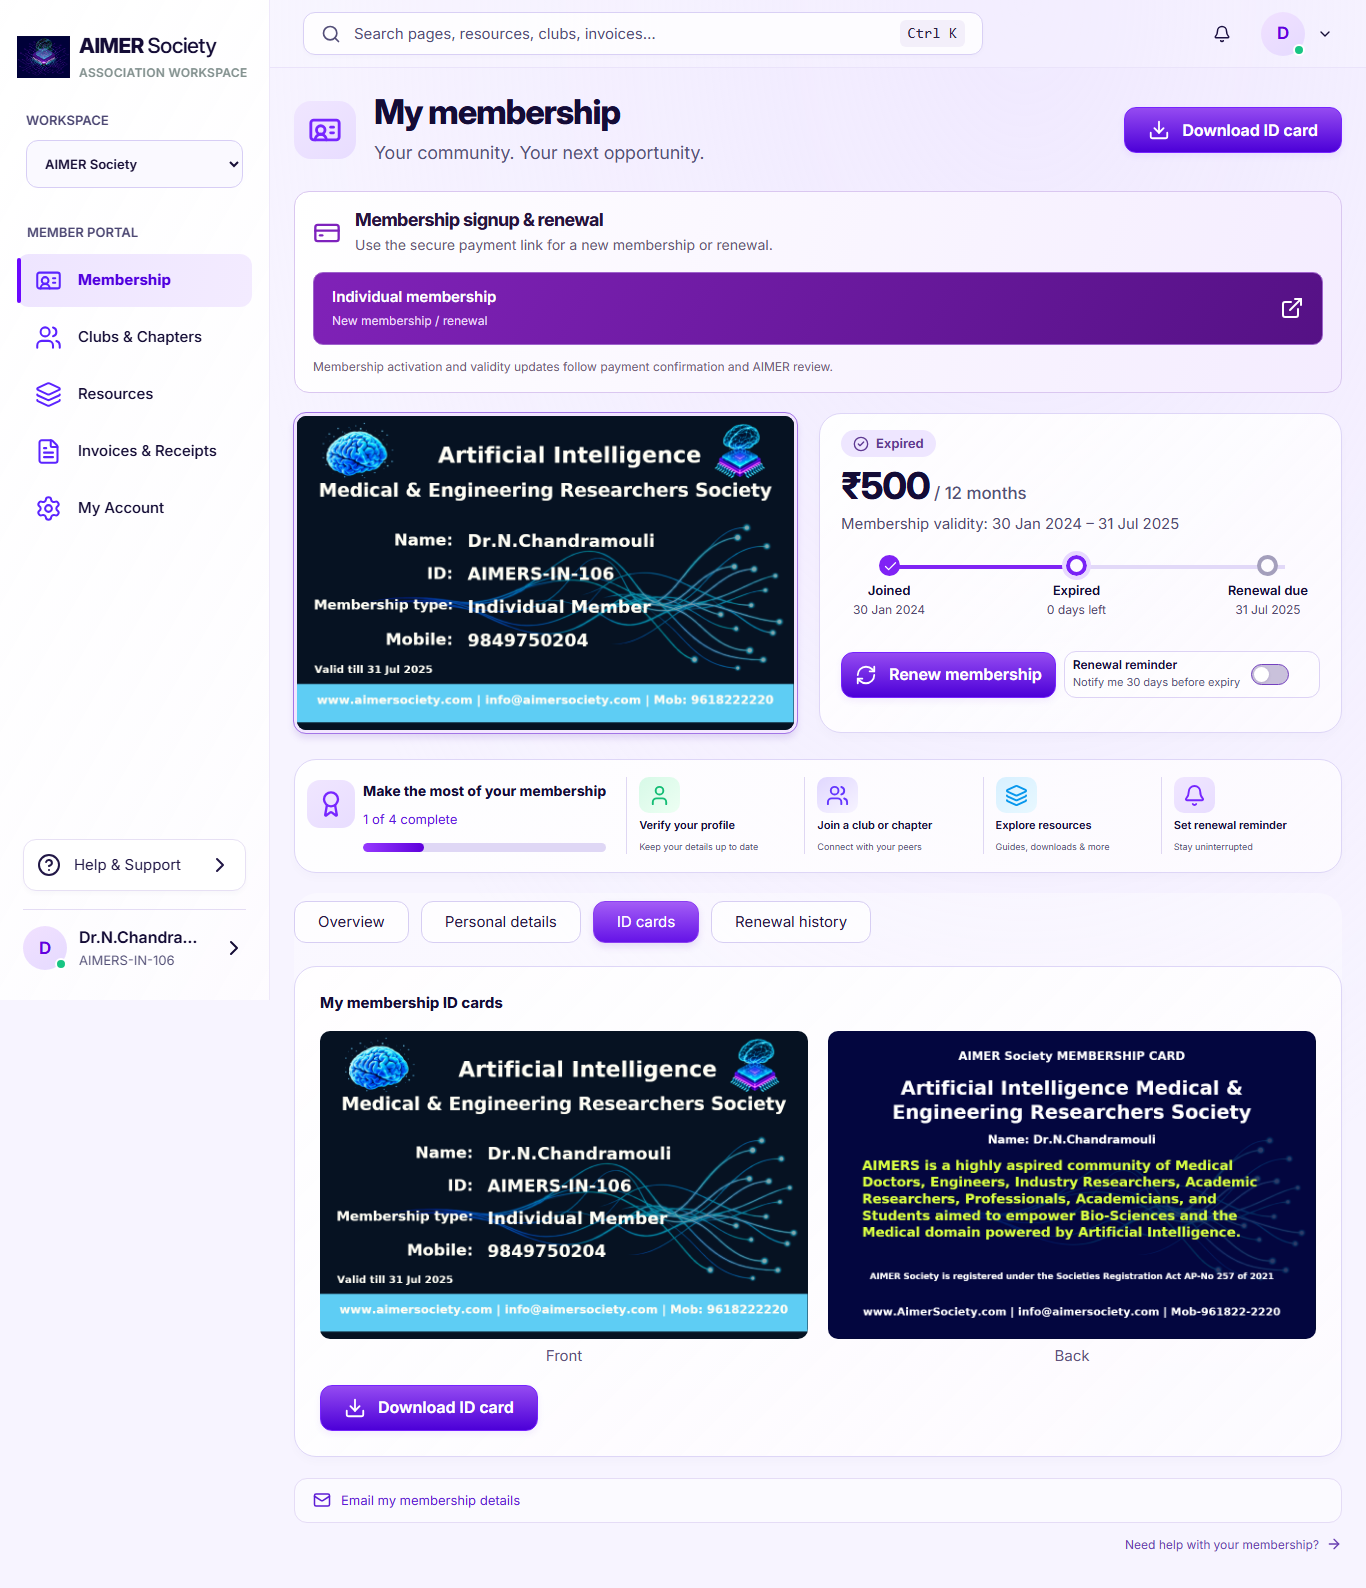 AIMER Society
ASSOCIATION WORKSPACE
WORKSPACE
AIMER Society
MEMBER PORTAL
Membership
Clubs & Chapters
Resources
Invoices & Receipts
My Account
Help & Support
D
Dr.N.Chandra...
AIMERS-IN-106
Search pages, resources, clubs, invoices...
Ctrl K
D
My membership
Your community. Your next opportunity.
Download ID card
Membership signup & renewal
Use the secure payment link for a new membership or renewal.
Individual membership
New membership / renewal
Membership activation and validity updates follow payment confirmation and AIMER review.
Artificial Intelligence
Medical & Engineering Researchers Society
Name: Dr.N.Chandramouli
ID: AIMERS-IN-106
Membership type: Individual Member
Mobile: 9849750204
Valid till 31 Jul 2025
www.aimersociety.com | info@aimersociety.com | Mob: 9618222220
Expired
₹500 / 12 months
Membership validity: 30 Jan 2024 – 31 Jul 2025
Joined
30 Jan 2024
Expired
0 days left
Renewal due
31 Jul 2025
Renew membership
Renewal reminder
Notify me 30 days before expiry
Make the most of your membership
1 of 4 complete
Verify your profile
Keep your details up to date
Join a club or chapter
Connect with your peers
Explore resources
Guides, downloads & more
Set renewal reminder
Stay uninterrupted
Overview
Personal details
ID cards
Renewal history
My membership ID cards
Artificial Intelligence
Medical & Engineering Researchers Society
Name: Dr.N.Chandramouli
ID: AIMERS-IN-106
Membership type: Individual Member
Mobile: 9849750204
Valid till 31 Jul 2025
www.aimersociety.com | info@aimersociety.com | Mob: 9618222220
Front
AIMER Society MEMBERSHIP CARD
Artificial Intelligence Medical &
Engineering Researchers Society
Name: Dr.N.Chandramouli
AIMERS is a highly aspired community of Medical
Doctors, Engineers, Industry Researchers, Academic
Researchers, Professionals, Academicians, and
Students aimed to empower Bio-Sciences and the
Medical domain powered by Artificial Intelligence.
AIMER Society is registered under the Societies Registration Act AP-No 257 of 2021
www.AimerSociety.com | info@aimersociety.com | Mob-961822-2220
Back
Download ID card
Email my membership details
Need help with your membership?